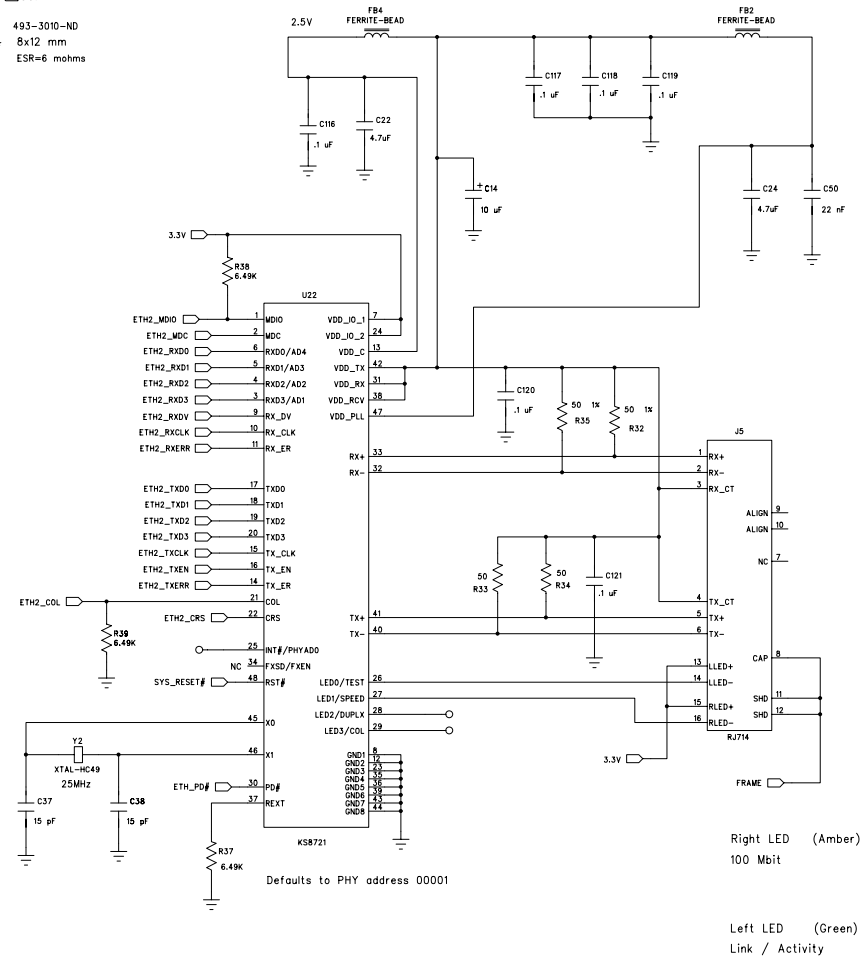 493-3010-ND
8x12 mm
ESR=6 mohms
2.5V
FB4
FERRITE-BEAD
FB2
FERRITE-BEAD
C117
.1 uF
C118
.1 uF
C119
.1 uF
C116
.1 uF
C22
4.7uF
+
C14
10 uF
C24
4.7uF
C50
22 nF
3.3V
R38
6.49K
U22
ETH2_MDIO 1 MDIO
ETH2_MDC 2 MDC
ETH2_RXD0 6 RXD0/AD4
ETH2_RXD1 5 RXD1/AD3
ETH2_RXD2 4 RXD2/AD2
ETH2_RXD3 3 RXD3/AD1
ETH2_RXDV 9 RX_DV
ETH2_RXCLK 10 RX_CLK
ETH2_RXERR 11 RX_ER
ETH2_TXD0 17 TXD0
ETH2_TXD1 18 TXD1
ETH2_TXD2 19 TXD2
ETH2_TXD3 20 TXD3
ETH2_TXCLK 15 TX_CLK
ETH2_TXEN 16 TX_EN
ETH2_TXERR 14 TX_ER
ETH2_COL 21 COL
ETH2_CRS 22 CRS
R39
6.49K
25 INT#/PHYAD0
NC 34 FXSD/FXEN
SYS_RESET# 48 RST#
45 X0
46 X1
Y2
XTAL-HC49
25MHz
C37
15 pF
C38
15 pF
ETH_PD# 30 PD#
37 REXT
R37
6.49K
VDD_IO_1 7
VDD_IO_2 24
VDD_C 13
VDD_TX 42
VDD_RX 31
VDD_RCV 38
VDD_PLL 47
RX+ 33
RX- 32
TX+ 41
TX- 40
LED0/TEST 26
LED1/SPEED 27
LED2/DUPLX 28
LED3/COL 29
GND1 8
GND2 12
GND3 23
GND4 35
GND5 36
GND6 39
GND7 43
GND8 44
KS8721
Defaults to PHY address 00001
C120
.1 uF
50 1%
R35
50 1%
R32
50
R33
50
R34
C121
.1 uF
J5
1 RX+
2 RX-
3 RX_CT
4 TX_CT
5 TX+
6 TX-
13 LLED+
14 LLED-
15 RLED+
16 RLED-
ALIGN 9
ALIGN 10
NC 7
CAP 8
SHD 11
SHD 12
RJ714
3.3V
FRAME
Right LED (Amber)
100 Mbit
Left LED (Green)
Link / Activity